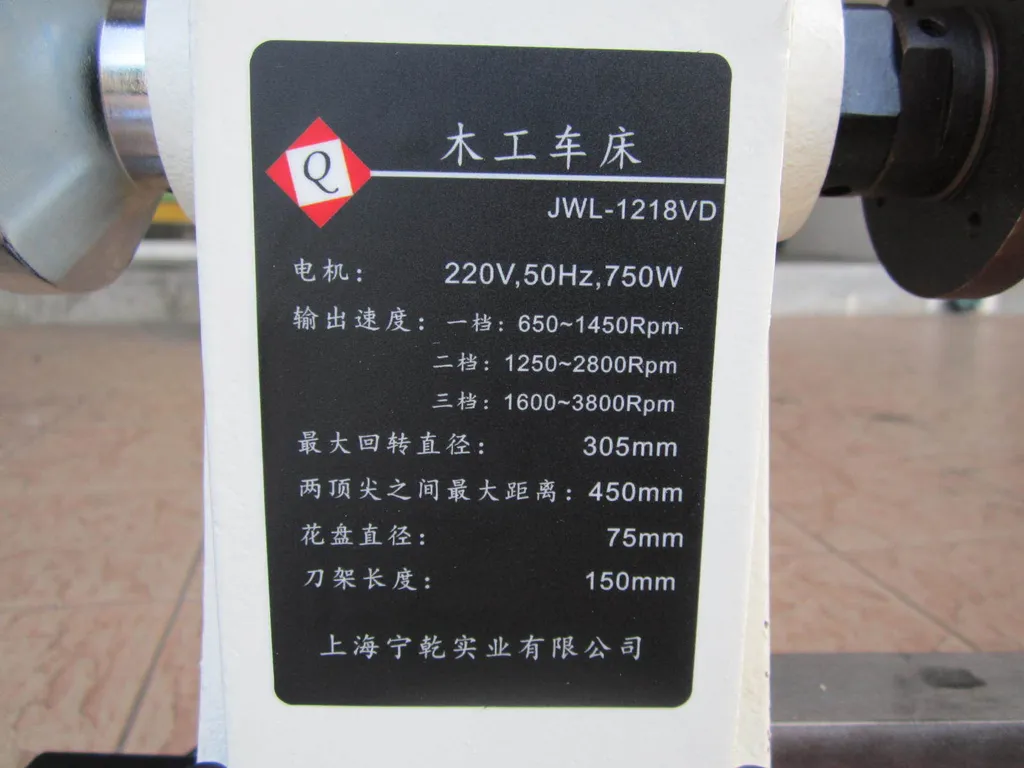 木工车床
Q
JWL-1218VD
电机： 220V,50Hz,750W
输出速度： 一档：650~1450Rpm
二档：1250~2800Rpm
三档：1600~3800Rpm
最大回转直径： 305mm
两顶尖之间最大距离：450mm
花盘直径： 75mm
刀架长度： 150mm
上海宁乾实业有限公司